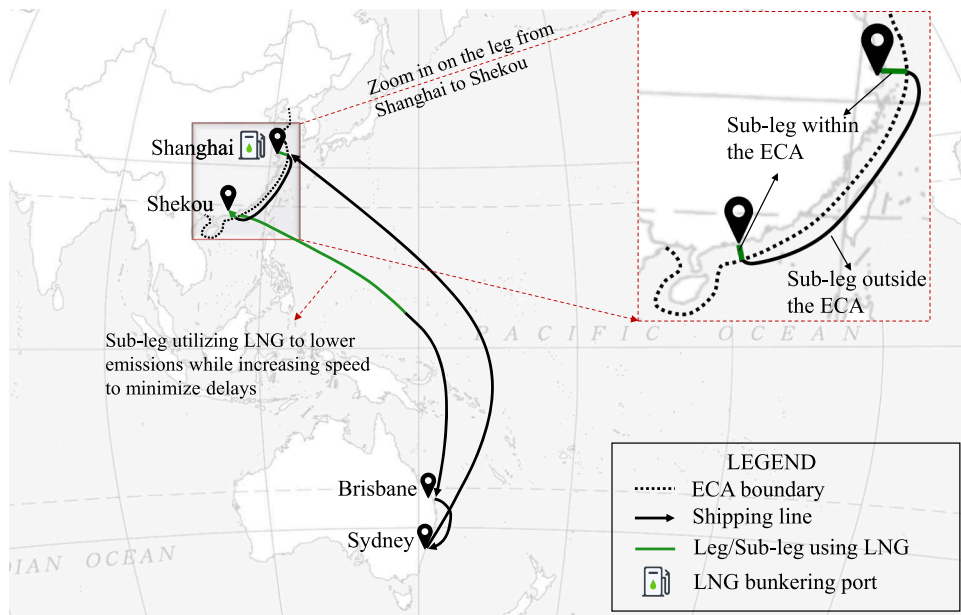 Zoom in on the leg from
Shanghai to Shekou
Sub-leg within
the ECA
Sub-leg outside
the ECA
Shanghai
Shekou
Sub-leg utilizing LNG to lower
emissions while increasing speed
to minimize delays
PACIFIC OCEAN
Brisbane
Sydney
DIAN OCEAN
LEGEND
ECA boundary
Shipping line
Leg/Sub-leg using LNG
LNG bunkering port